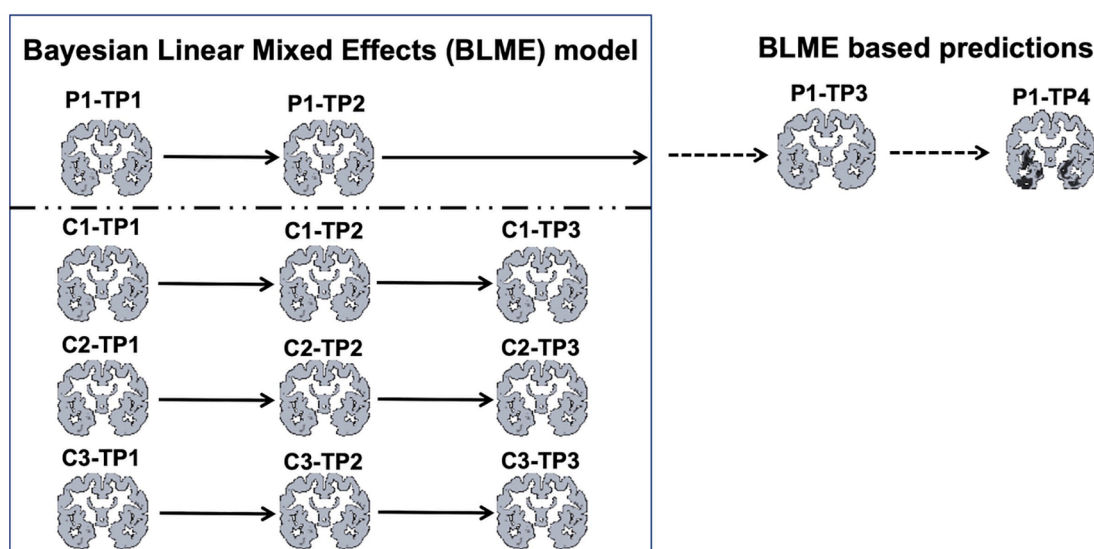 Bayesian Linear Mixed Effects (BLME) model
BLME based predictions
P1-TP1
P1-TP2
P1-TP3
P1-TP4
C1-TP1
C1-TP2
C1-TP3
C2-TP1
C2-TP2
C2-TP3
C3-TP1
C3-TP2
C3-TP3